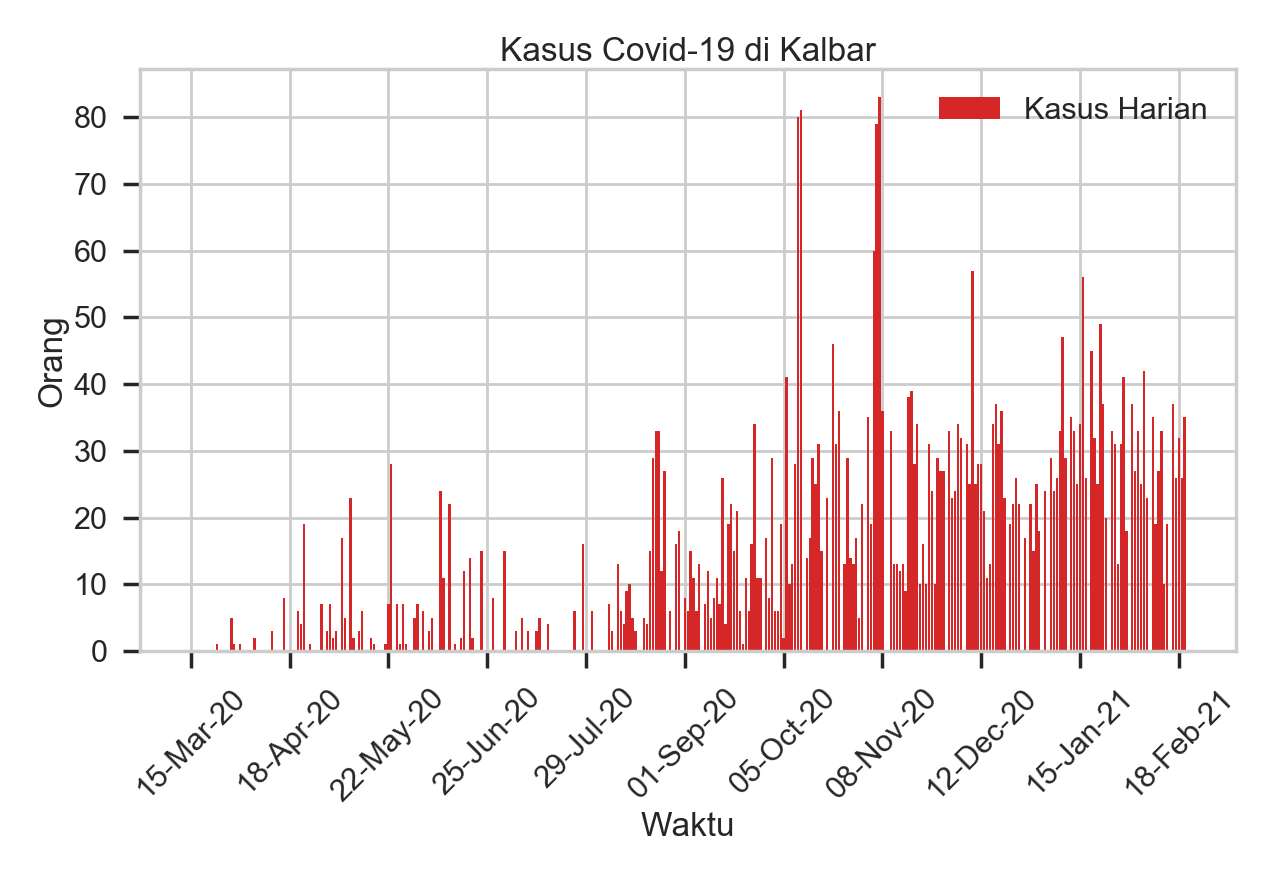 Kasus Covid-19 di Kalbar
Kasus Harian
80
70
60
50
40
30
20
10
0
Orang
15-Mar-20
18-Apr-20
22-May-20
25-Jun-20
29-Jul-20
01-Sep-20
05-Oct-20
08-Nov-20
12-Dec-20
15-Jan-21
18-Feb-21
Waktu